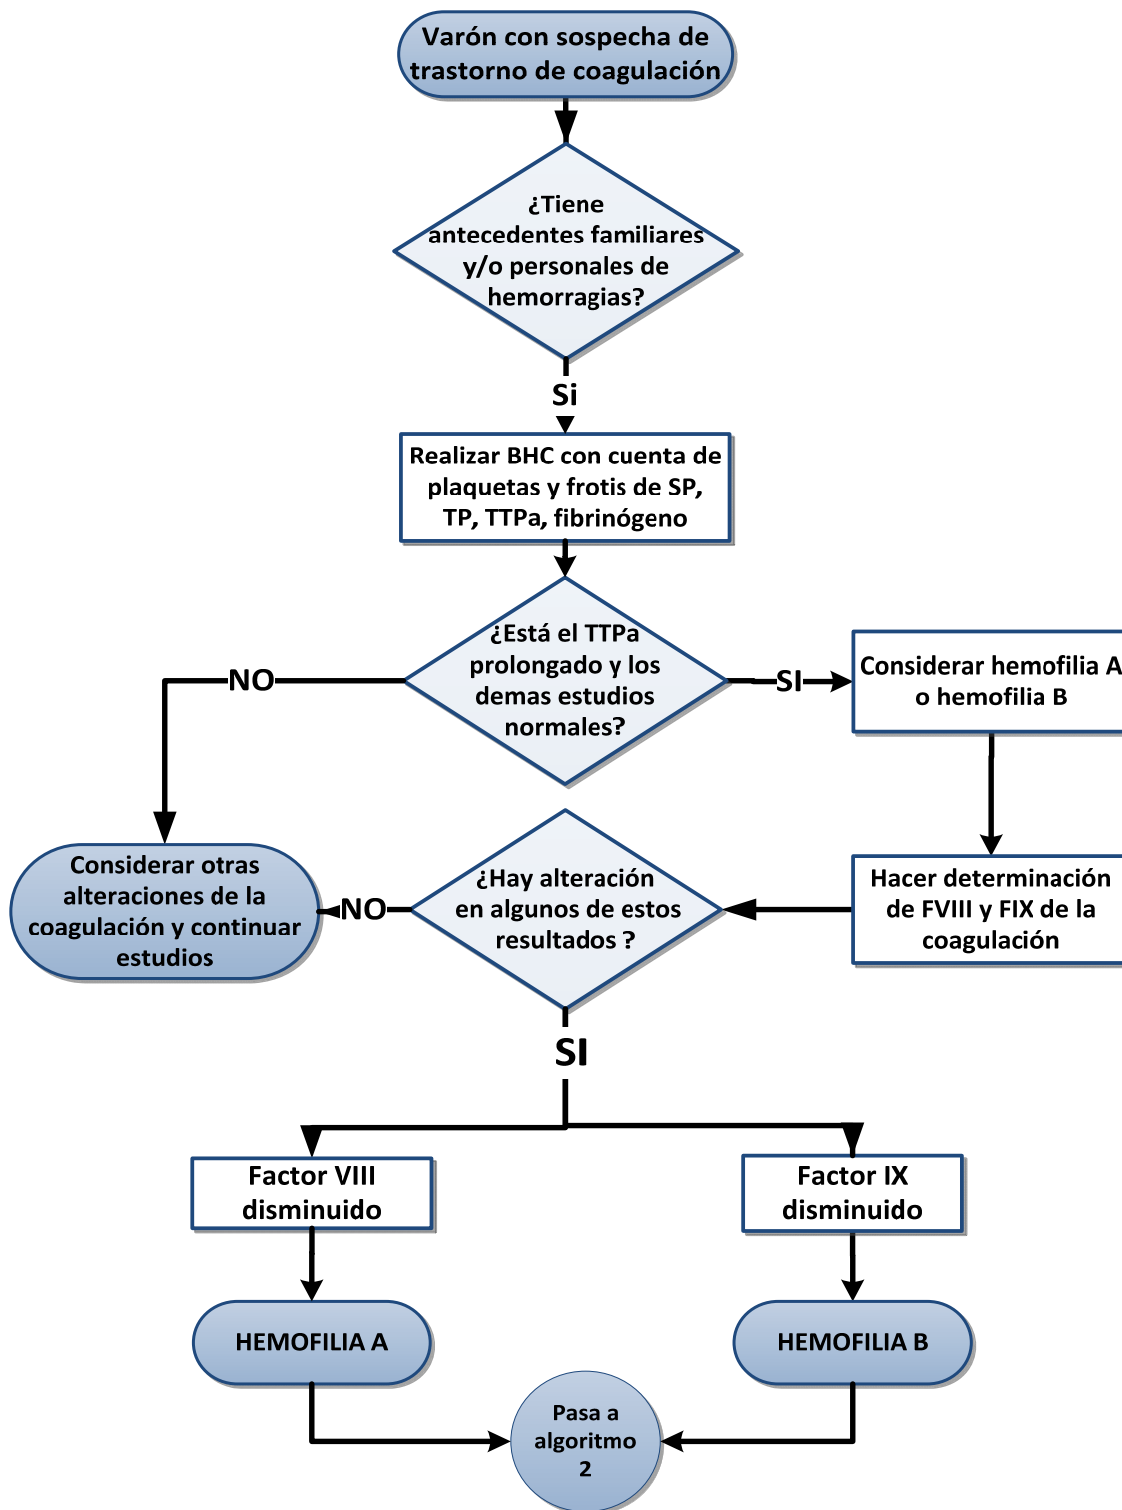 Varón con sospecha de
trastorno de coagulación
¿Tiene
antecedentes familiares
y/o personales de
hemorragias?
Si
Realizar BHC con cuenta de
plaquetas y frotis de SP,
TP, TTPa, fibrinógeno
¿Está el TTPa
prolongado y los
demas estudios
normales?
NO
SI
Considerar hemofilia A
o hemofilia B
Hacer determinación
de FVIII y FIX de la
coagulación
¿Hay alteración
en algunos de estos
resultados ?
NO
Considerar otras
alteraciones de la
coagulación y continuar
estudios
SI
Factor VIII
disminuido
Factor IX
disminuido
HEMOFILIA A
HEMOFILIA B
Pasa a
algoritmo
2